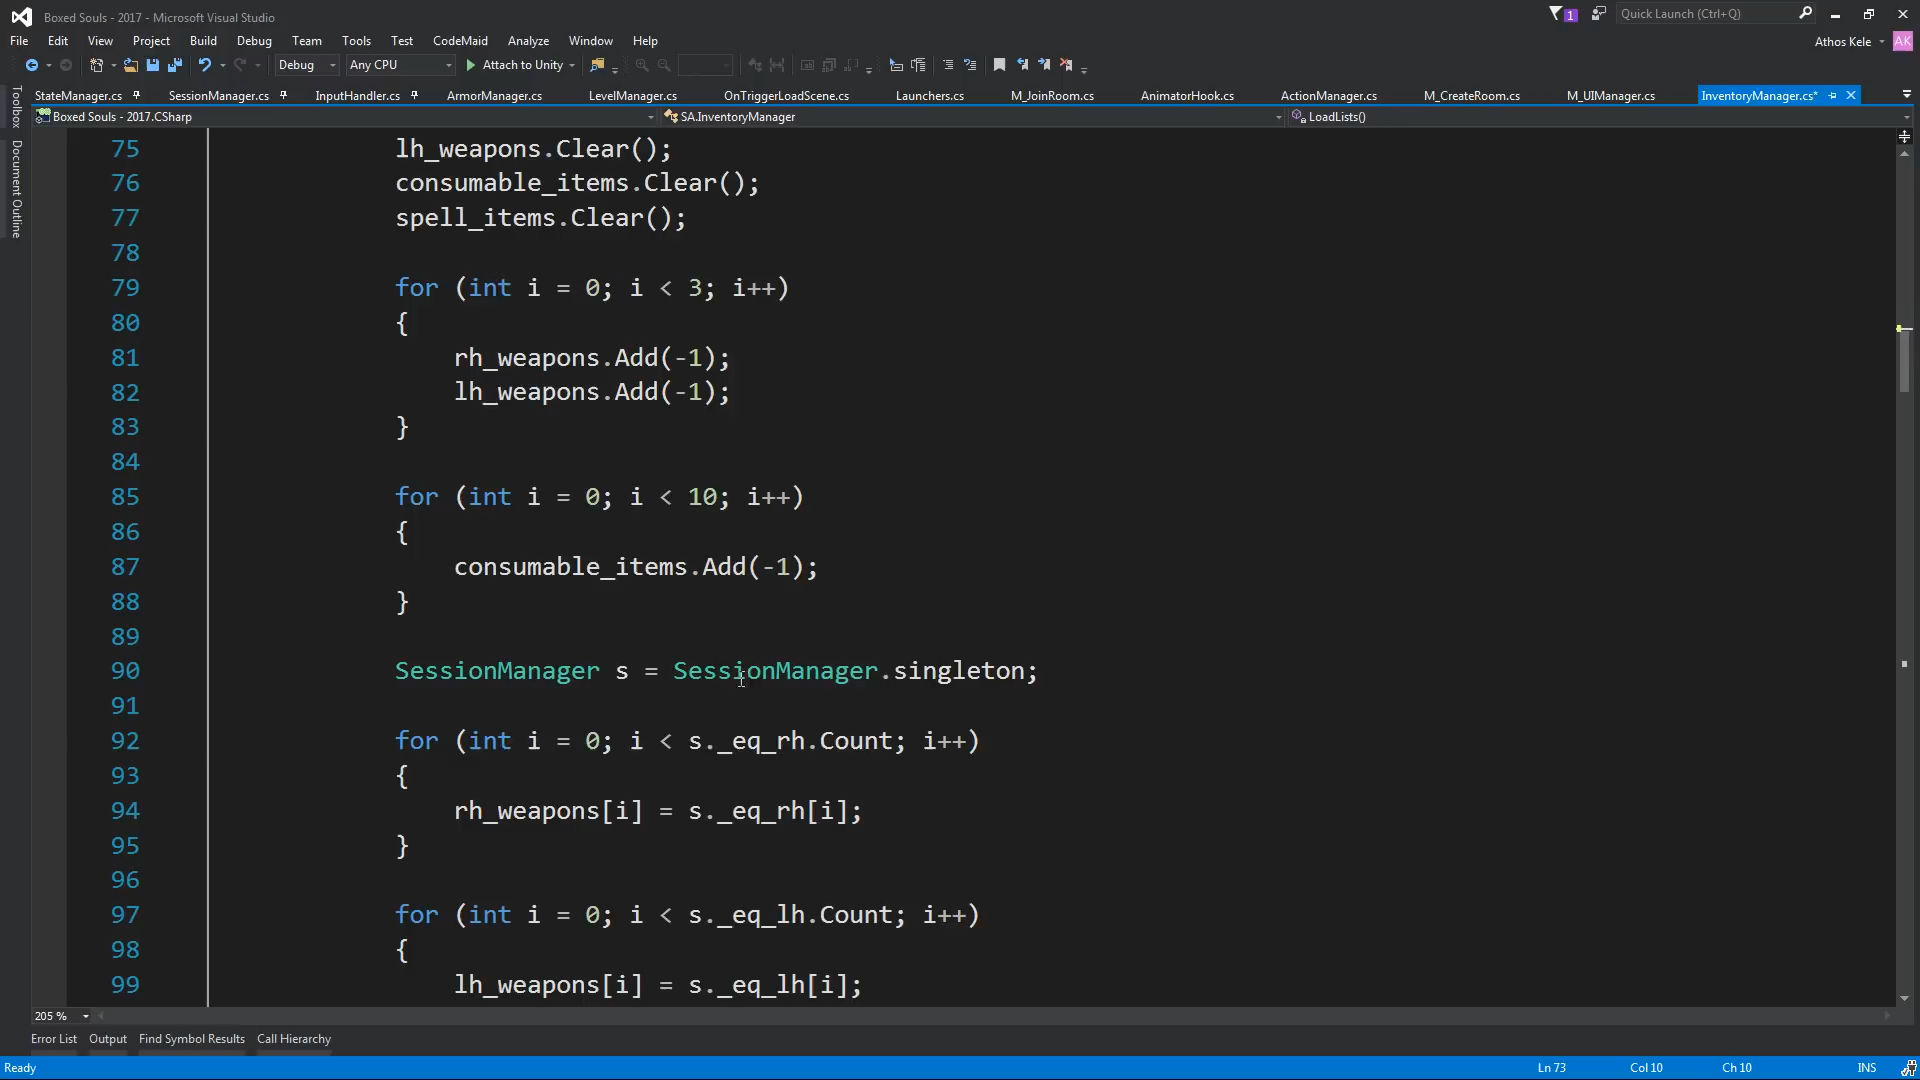 Boxed Souls - 2017 - Microsoft Visual Studio
1
Quick Launch (Ctrl+Q)
File Edit View Project Build Debug Team Tools Test CodeMaid Analyze Window Help
Athos Kele AK
Debug Any CPU Attach to Unity
StateManager.cs SessionManager.cs InputHandler.cs ArmorManager.cs LevelManager.cs OnTriggerLoadScene.cs Launchers.cs M_JoinRoom.cs AnimatorHook.cs ActionManager.cs M_CreateRoom.cs M_UIManager.cs InventoryManager.cs*
Boxed Souls - 2017.CSharp SA.InventoryManager LoadLists()
Toolbox
Document Outline
75 lh_weapons.Clear();
76 consumable_items.Clear();
77 spell_items.Clear();
78
79 for (int i = 0; i < 3; i++)
80 {
81 rh_weapons.Add(-1);
82 lh_weapons.Add(-1);
83 }
84
85 for (int i = 0; i < 10; i++)
86 {
87 consumable_items.Add(-1);
88 }
89
90 SessionManager s = SessionManager.singleton;
91
92 for (int i = 0; i < s._eq_rh.Count; i++)
93 {
94 rh_weapons[i] = s._eq_rh[i];
95 }
96
97 for (int i = 0; i < s._eq_lh.Count; i++)
98 {
99 lh_weapons[i] = s._eq_lh[i];
205 %
Error List Output Find Symbol Results Call Hierarchy
Ready Ln 73 Col 10 Ch 10 INS